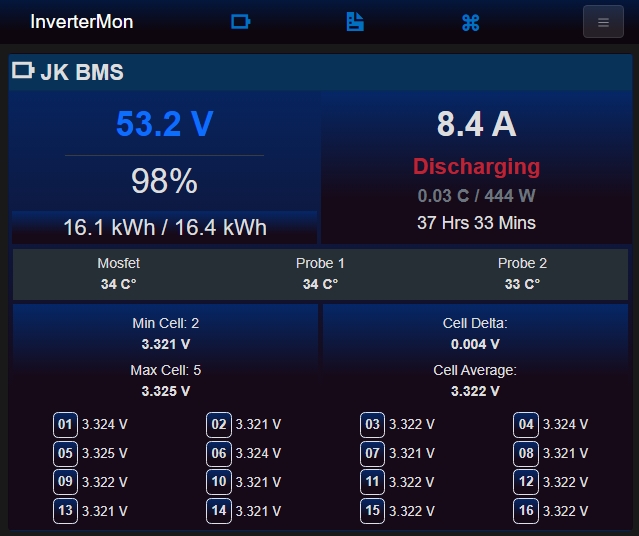 InverterMon
JK BMS
53.2 V
98%
16.1 kWh / 16.4 kWh
8.4 A
Discharging
0.03 C / 444 W
37 Hrs 33 Mins
Mosfet
34 C°
Probe 1
34 C°
Probe 2
33 C°
Min Cell: 2
3.321 V
Max Cell: 5
3.325 V
Cell Delta:
0.004 V
Cell Average:
3.322 V
01 3.324 V 02 3.321 V 03 3.322 V 04 3.324 V
05 3.325 V 06 3.324 V 07 3.321 V 08 3.321 V
09 3.322 V 10 3.321 V 11 3.322 V 12 3.322 V
13 3.321 V 14 3.321 V 15 3.322 V 16 3.322 V